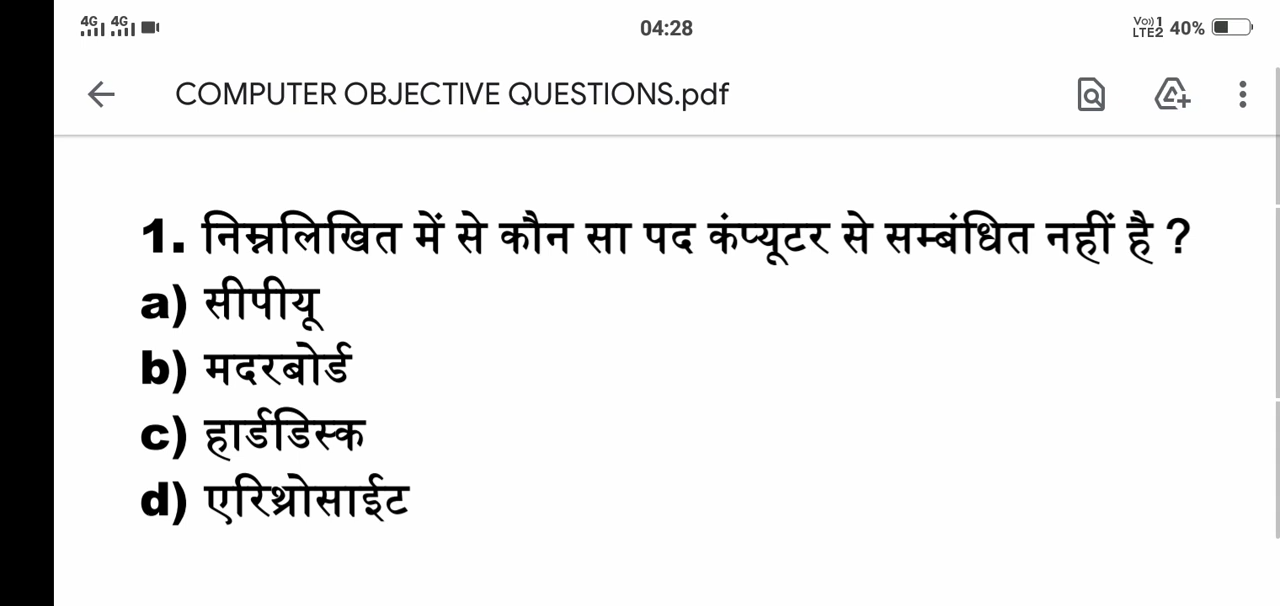 4G 4G 04:28 Vo)) 1 LTE2 40%
COMPUTER OBJECTIVE QUESTIONS.pdf
1. निम्नलिखित में से कौन सा पद कंप्यूटर से सम्बंधित नहीं है ?
a) सीपीयू
b) मदरबोर्ड
c) हार्डडिस्क
d) एरिथ्रोसाईट